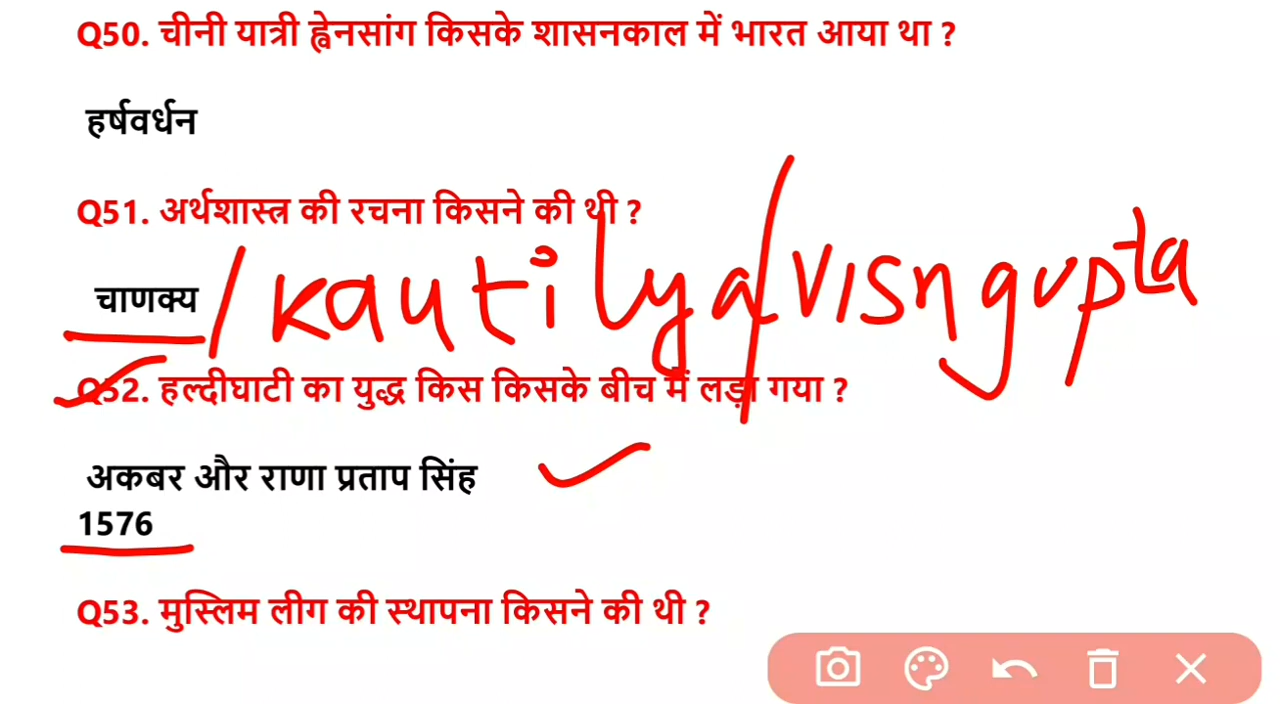 Q50. चीनी यात्री ह्वेनसांग किसके शासनकाल में भारत आया था ?
हर्षवर्धन
Q51. अर्थशास्त्र की रचना किसने की थी ?
चाणक्य / Kautilya / Visngupta
Q52. हल्दीघाटी का युद्ध किस किसके बीच में लड़ा गया ?
अकबर और राणा प्रताप सिंह
1576
Q53. मुस्लिम लीग की स्थापना किसने की थी ?